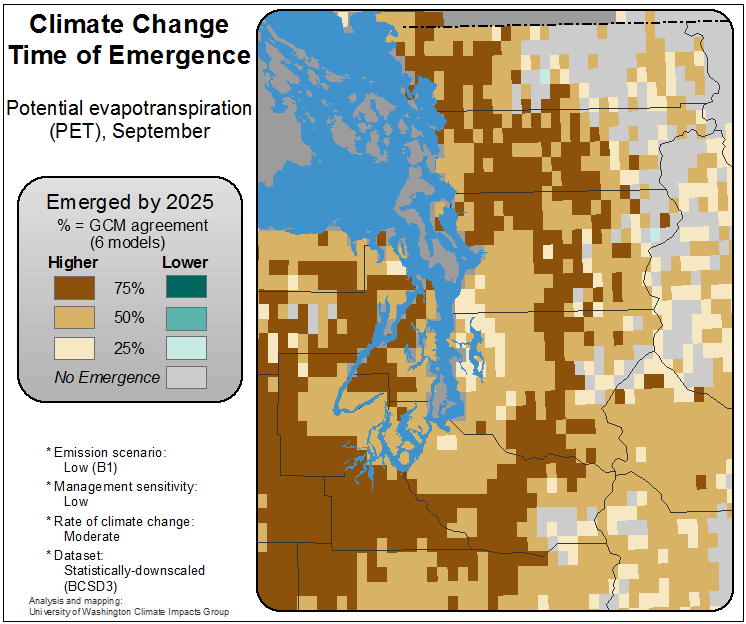 Climate Change
Time of Emergence
Potential evapotranspiration
(PET), September
Emerged by 2025
% = GCM agreement
(6 models)
Higher Lower
75%
50%
25%
No Emergence
* Emission scenario:
Low (B1)
* Management sensitivity:
Low
* Rate of climate change:
Moderate
* Dataset:
Statistically-downscaled
(BCSD3)
Analysis and mapping:
University of Washington Climate Impacts Group